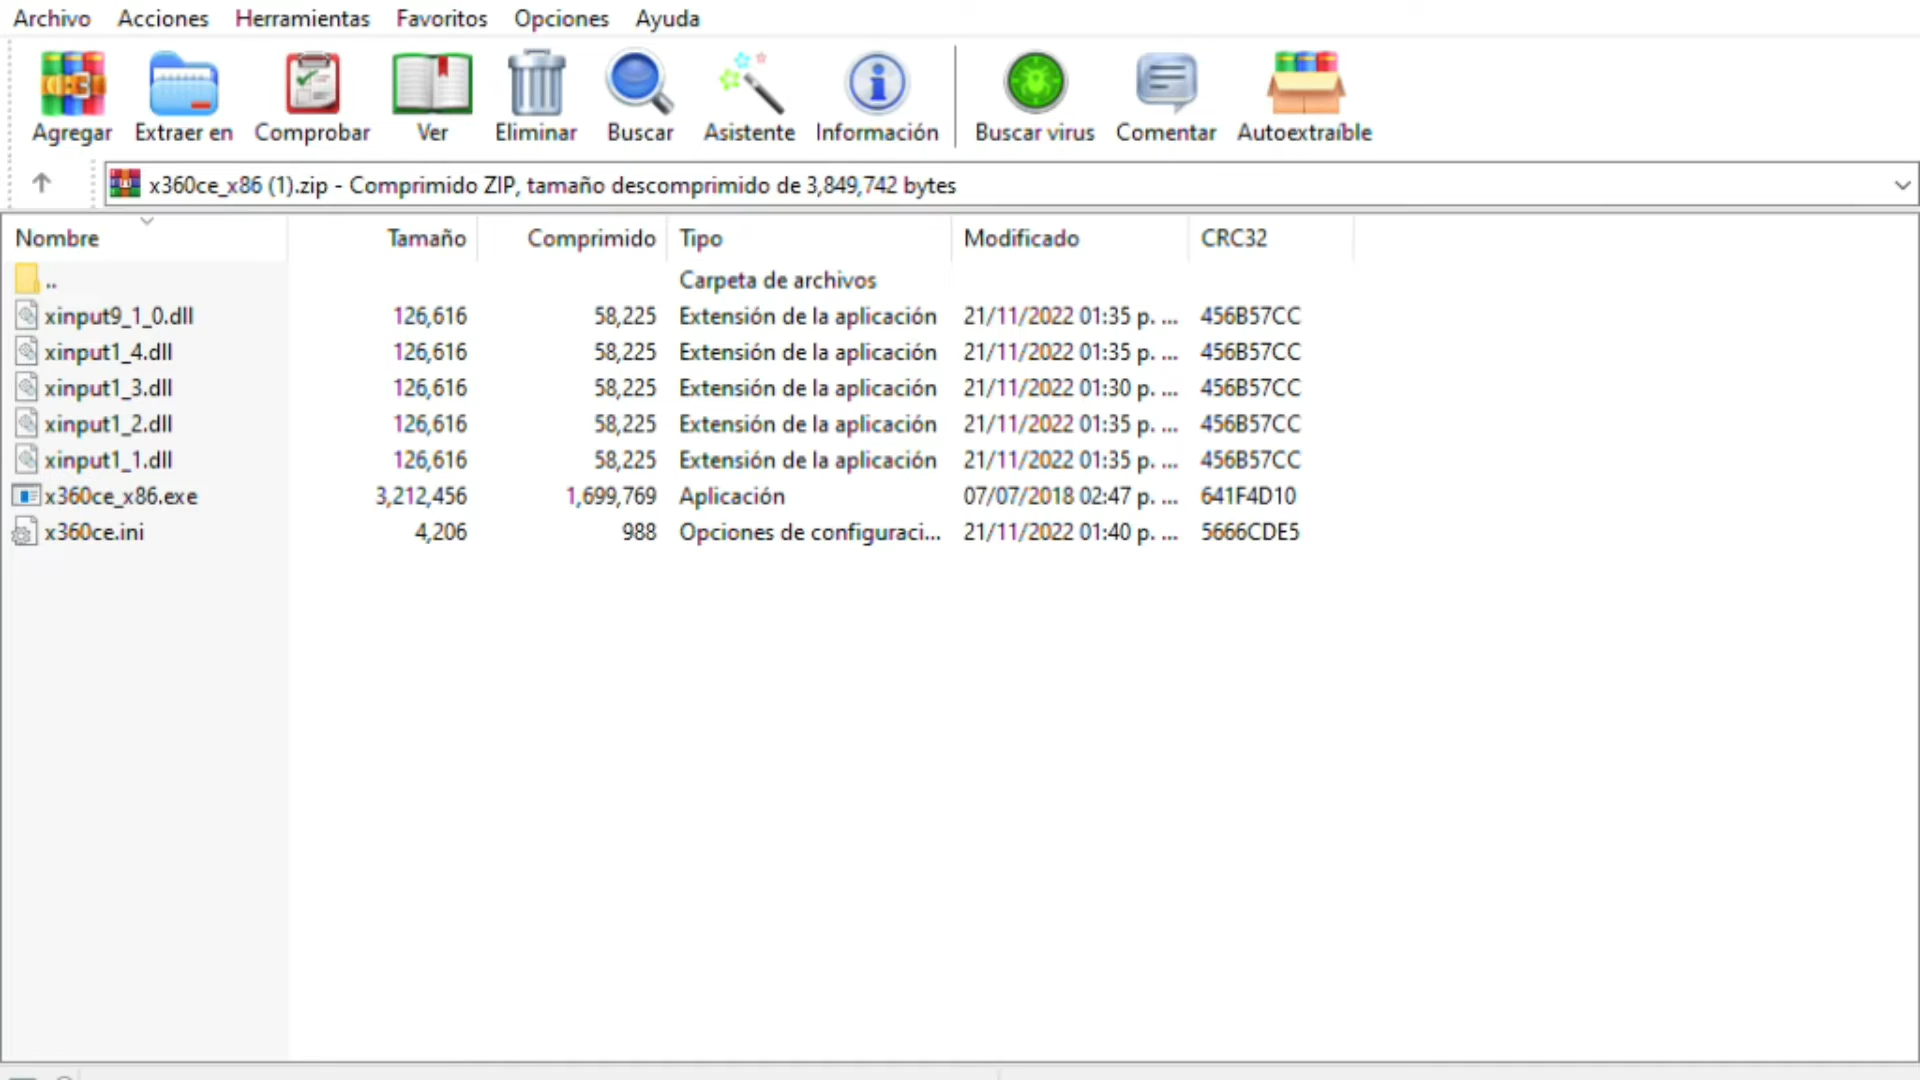 Archivo Acciones Herramientas Favoritos Opciones Ayuda
Agregar Extraer en Comprobar Ver Eliminar Buscar Asistente Información Buscar virus Comentar Autoextraíble
x360ce_x86 (1).zip - Comprimido ZIP, tamaño descomprimido de 3,849,742 bytes
Nombre Tamaño Comprimido Tipo Modificado CRC32
.. Carpeta de archivos
xinput9_1_0.dll 126,616 58,225 Extensión de la aplicación 21/11/2022 01:35 p. ... 456B57CC
xinput1_4.dll 126,616 58,225 Extensión de la aplicación 21/11/2022 01:35 p. ... 456B57CC
xinput1_3.dll 126,616 58,225 Extensión de la aplicación 21/11/2022 01:30 p. ... 456B57CC
xinput1_2.dll 126,616 58,225 Extensión de la aplicación 21/11/2022 01:35 p. ... 456B57CC
xinput1_1.dll 126,616 58,225 Extensión de la aplicación 21/11/2022 01:35 p. ... 456B57CC
x360ce_x86.exe 3,212,456 1,699,769 Aplicación 07/07/2018 02:47 p. ... 641F4D10
x360ce.ini 4,206 988 Opciones de configuraci... 21/11/2022 01:40 p. ... 5666CDE5